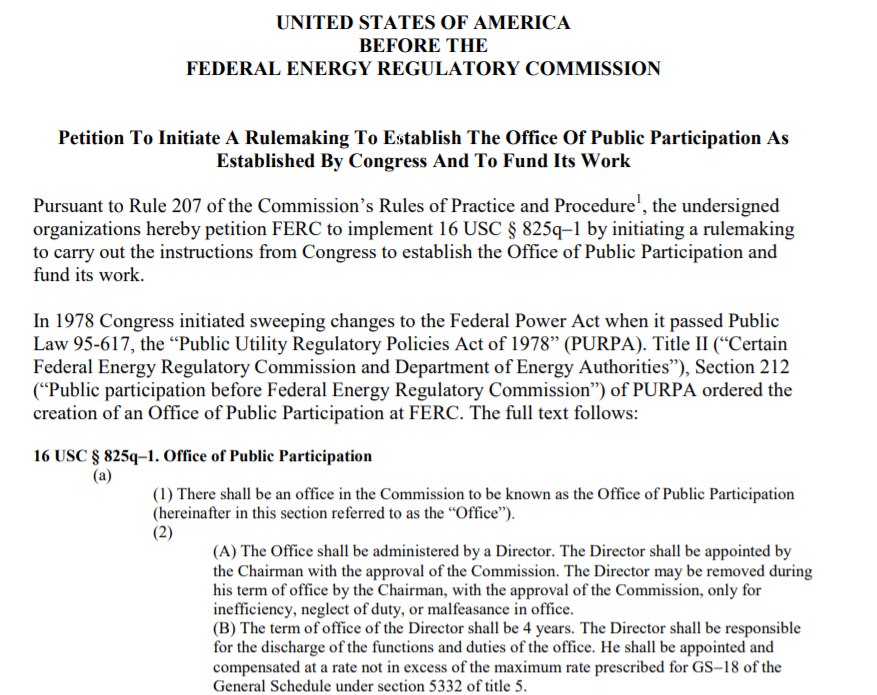 UNITED STATES OF AMERICA
BEFORE THE
FEDERAL ENERGY REGULATORY COMMISSION
Petition To Initiate A Rulemaking To Establish The Office Of Public Participation As
Established By Congress And To Fund Its Work
Pursuant to Rule 207 of the Commission's Rules of Practice and Procedure¹, the undersigned
organizations hereby petition FERC to implement 16 USC § 825q–1 by initiating a rulemaking
to carry out the instructions from Congress to establish the Office of Public Participation and
fund its work.
In 1978 Congress initiated sweeping changes to the Federal Power Act when it passed Public
Law 95-617, the “Public Utility Regulatory Policies Act of 1978” (PURPA). Title II (“Certain
Federal Energy Regulatory Commission and Department of Energy Authorities”), Section 212
(“Public participation before Federal Energy Regulatory Commission”) of PURPA ordered the
creation of an Office of Public Participation at FERC. The full text follows:
16 USC § 825q–1. Office of Public Participation
(a)
(1) There shall be an office in the Commission to be known as the Office of Public Participation
(hereinafter in this section referred to as the “Office”).
(2)
(A) The Office shall be administered by a Director. The Director shall be appointed by
the Chairman with the approval of the Commission. The Director may be removed during
his term of office by the Chairman, with the approval of the Commission, only for
inefficiency, neglect of duty, or malfeasance in office.
(B) The term of office of the Director shall be 4 years. The Director shall be responsible
for the discharge of the functions and duties of the office. He shall be appointed and
compensated at a rate not in excess of the maximum rate prescribed for GS–18 of the
General Schedule under section 5332 of title 5.